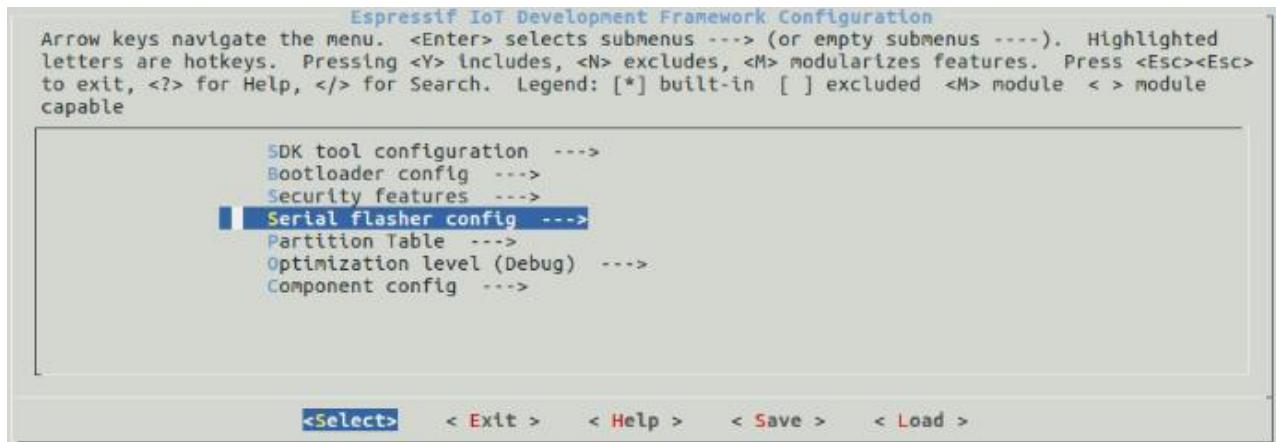 Espressif IoT Development Framework Configuration
Arrow keys navigate the menu.  <Enter> selects submenus ---> (or empty submenus ----).  Highlighted
letters are hotkeys.  Pressing <Y> includes, <N> excludes, <M> modularizes features.  Press <Esc><Esc>
to exit, <?> for Help, </> for Search.  Legend: [*] built-in  [ ] excluded  <M> module  < > module
capable
SDK tool configuration  --->
Bootloader config  --->
Security features  --->
Serial flasher config  --->
Partition Table  --->
Optimization level (Debug)  --->
Component config  --->
<Select>    < Exit >    < Help >    < Save >    < Load >